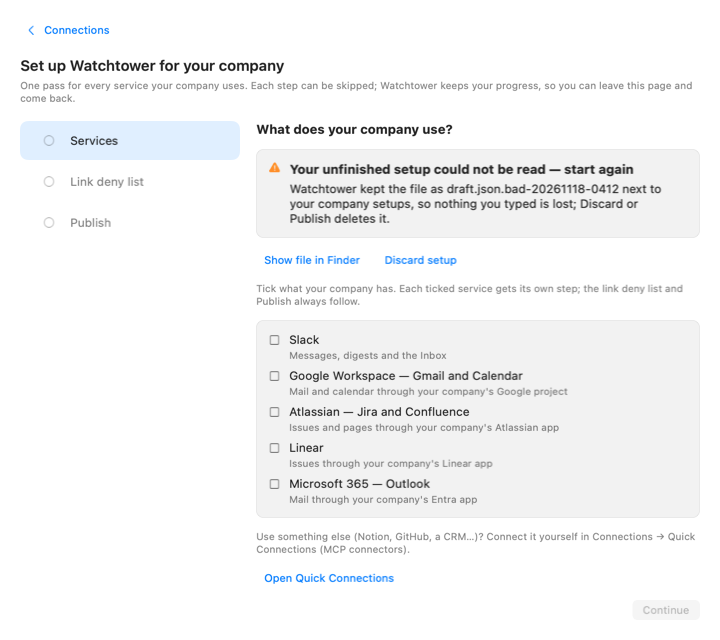 Connections
Set up Watchtower for your company
One pass for every service your company uses. Each step can be skipped; Watchtower keeps your progress, so you can leave this page and
come back.
Services
Link deny list
Publish
What does your company use?
Your unfinished setup could not be read — start again
Watchtower kept the file as draft.json.bad-20261118-0412 next to
your company setups, so nothing you typed is lost; Discard or
Publish deletes it.
Show file in Finder
Discard setup
Tick what your company has. Each ticked service gets its own step; the link deny list and
Publish always follow.
Slack
Messages, digests and the Inbox
Google Workspace — Gmail and Calendar
Mail and calendar through your company's Google project
Atlassian — Jira and Confluence
Issues and pages through your company's Atlassian app
Linear
Issues through your company's Linear app
Microsoft 365 — Outlook
Mail through your company's Entra app
Use something else (Notion, GitHub, a CRM…)? Connect it yourself in Connections → Quick
Connections (MCP connectors).
Open Quick Connections
Continue